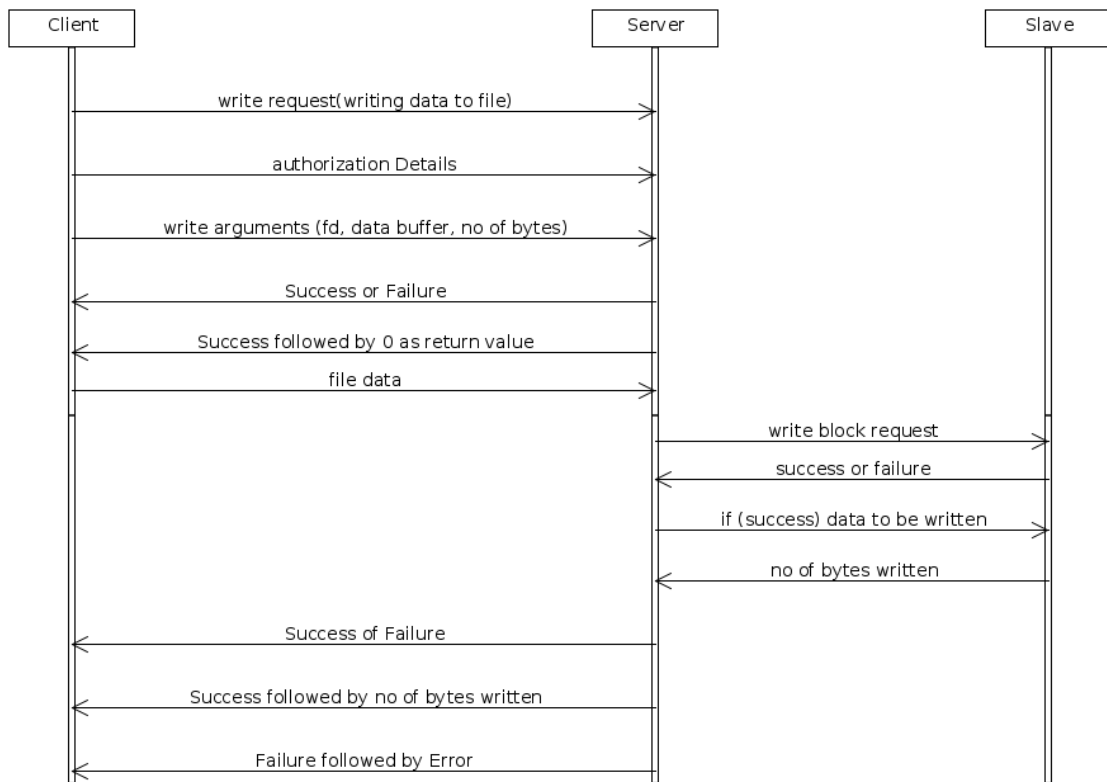 Client
Server
Slave
write request(writing data to file)
authorization Details
write arguments (fd, data buffer, no of bytes)
Success or Failure
Success followed by 0 as return value
file data
write block request
success or failure
if (success) data to be written
no of bytes written
Success of Failure
Success followed by no of bytes written
Failure followed by Error